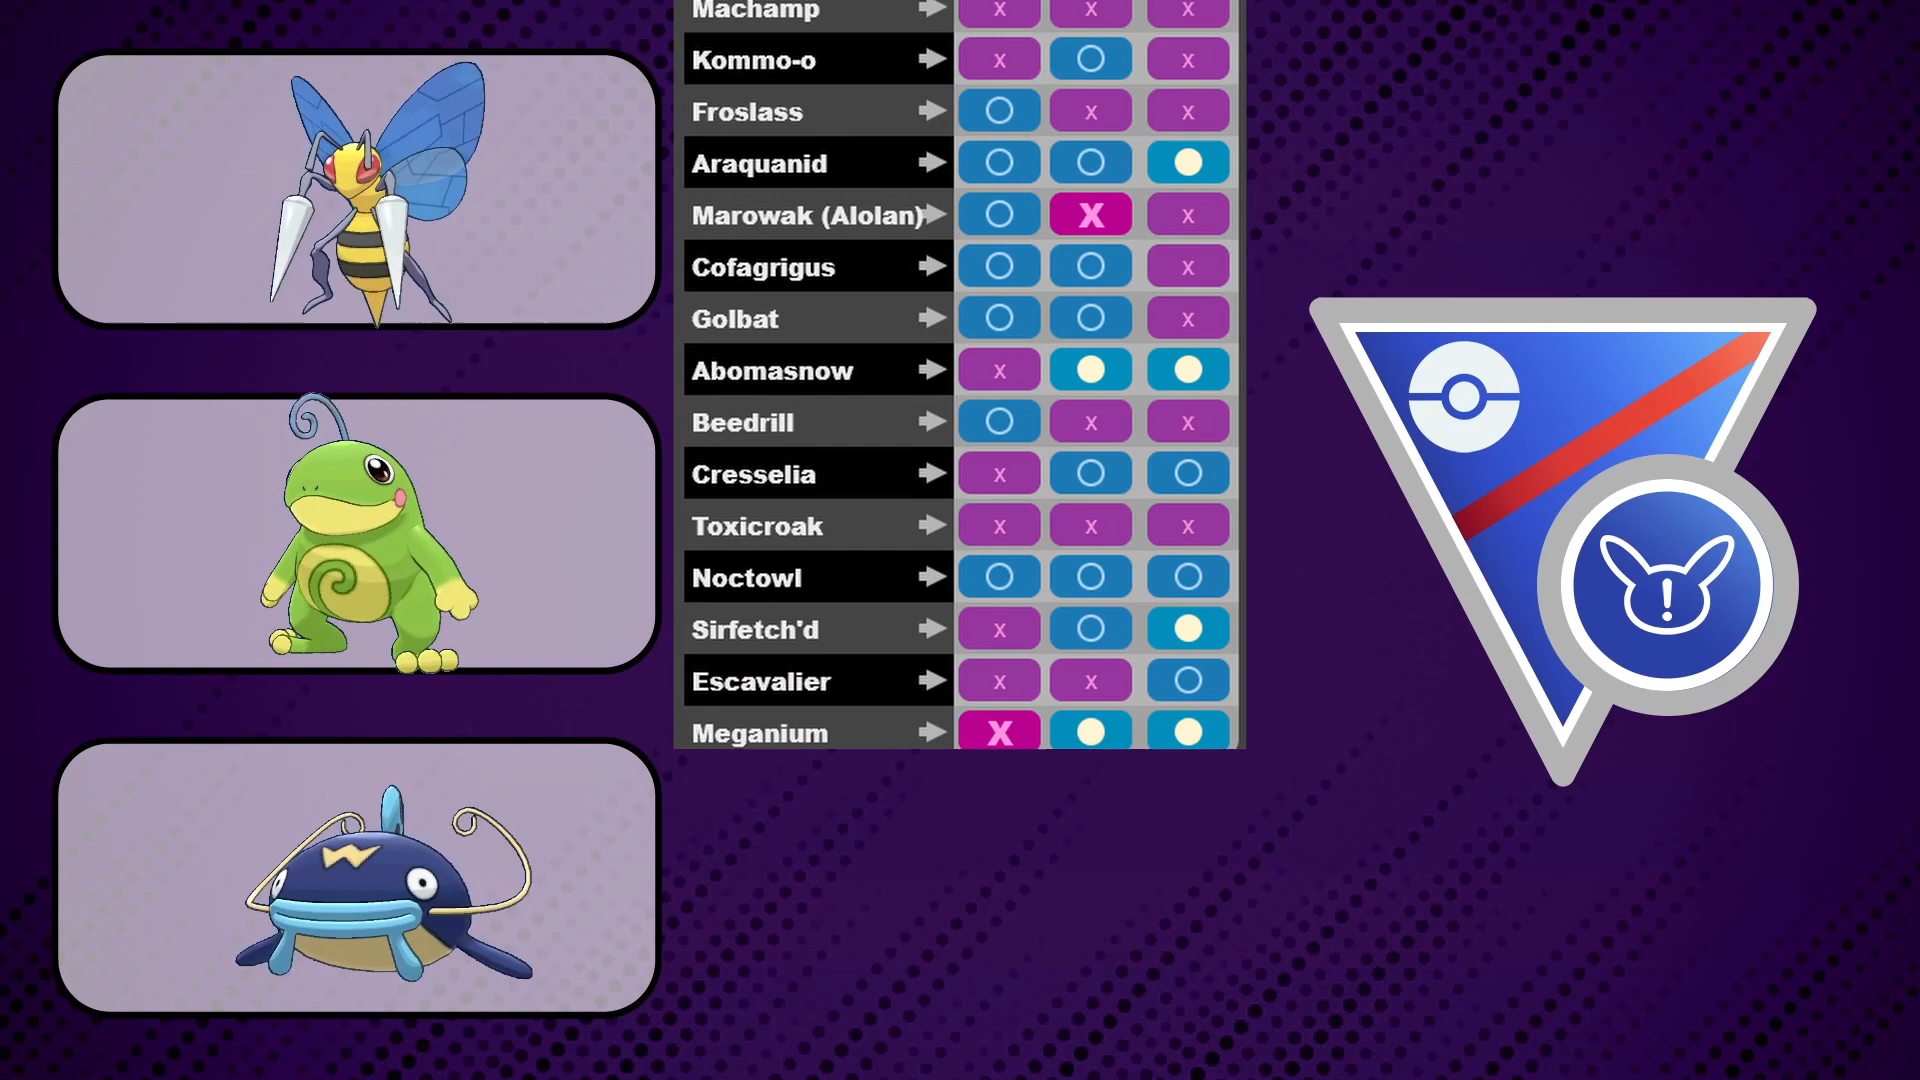 Machamp x x x
Kommo-o x x
Froslass x x
Araquanid
Marowak (Alolan) X x
Cofagrigus x
Golbat x
Abomasnow x
Beedrill x x
Cresselia x
Toxicroak x x x
Noctowl
Sirfetch'd x
Escavalier x x
Meganium X
!